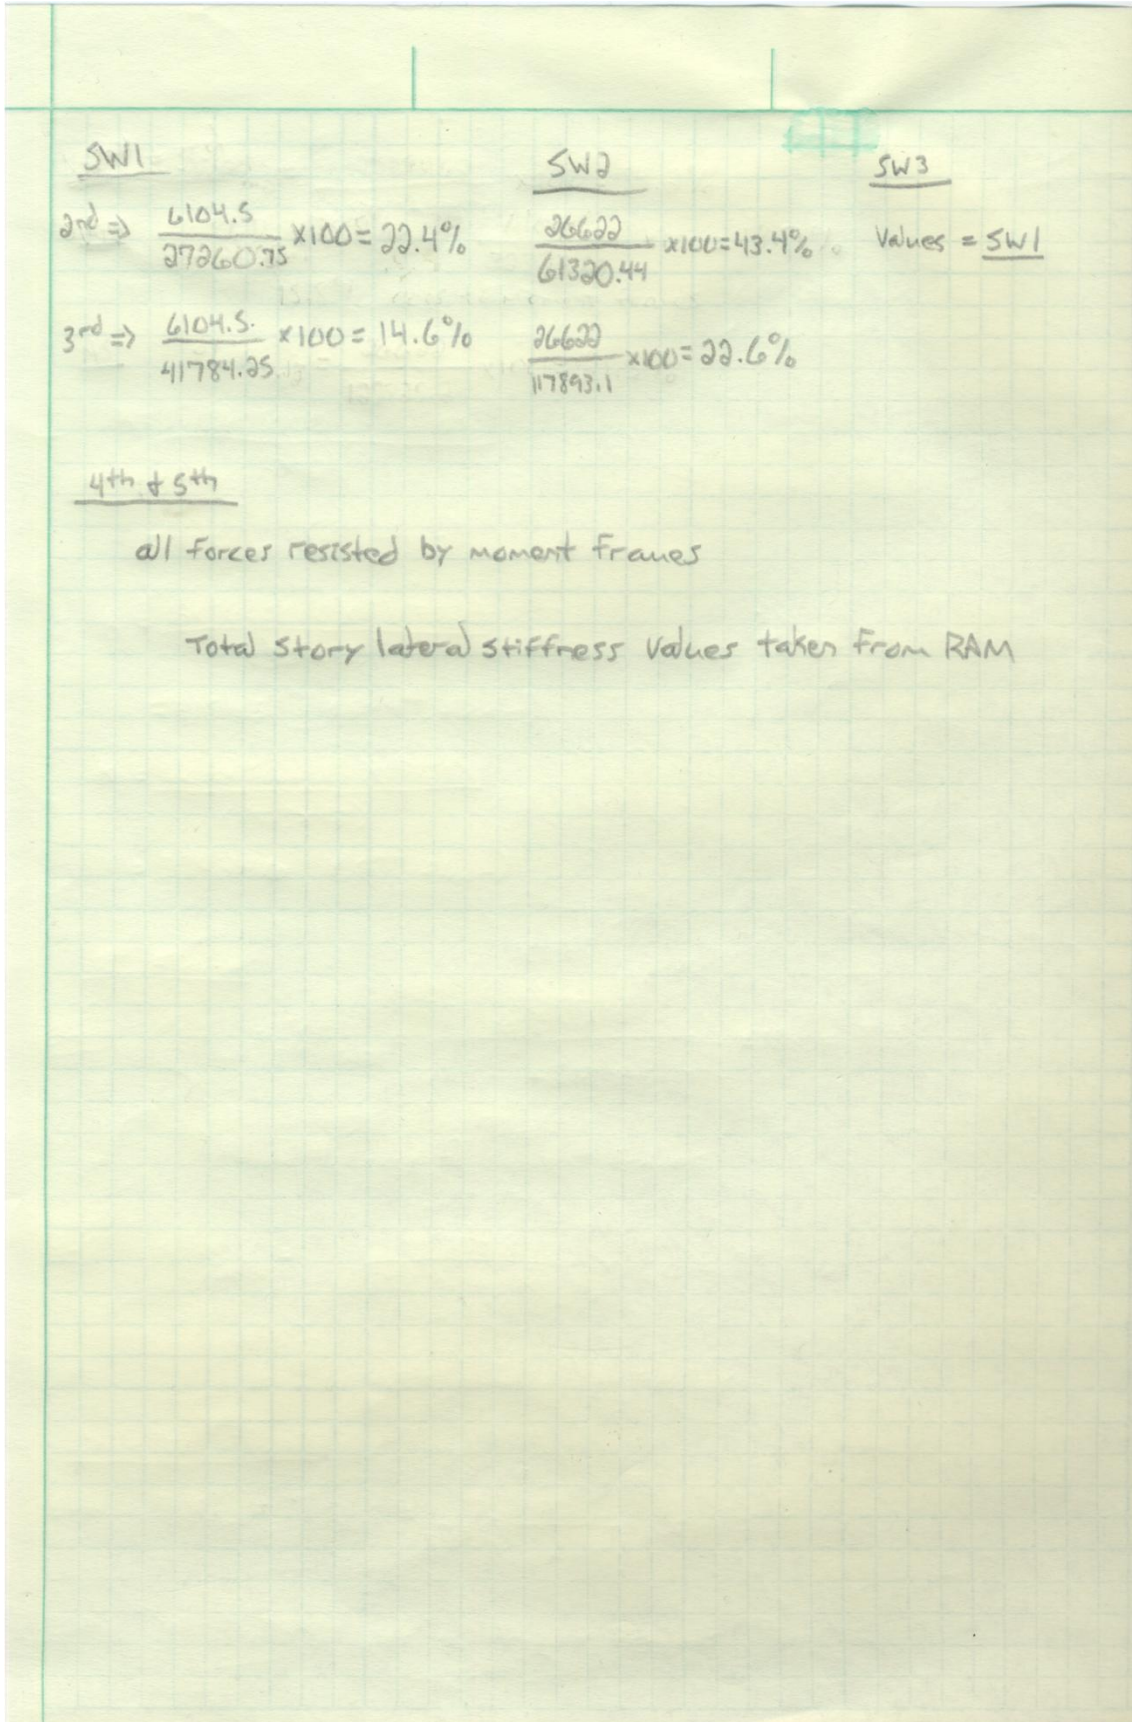 SW1
2nd => 6104.5 / 27260.75 x100 = 22.4%
3rd => 6104.5 / 41784.25 x100 = 14.6%
SW2
26622 / 61320.44 x100 = 43.4%
26622 / 117893.1 x100 = 22.6%
SW3
Values = SW1
4th & 5th
all forces resisted by moment frames
Total story lateral stiffness values taken from RAM